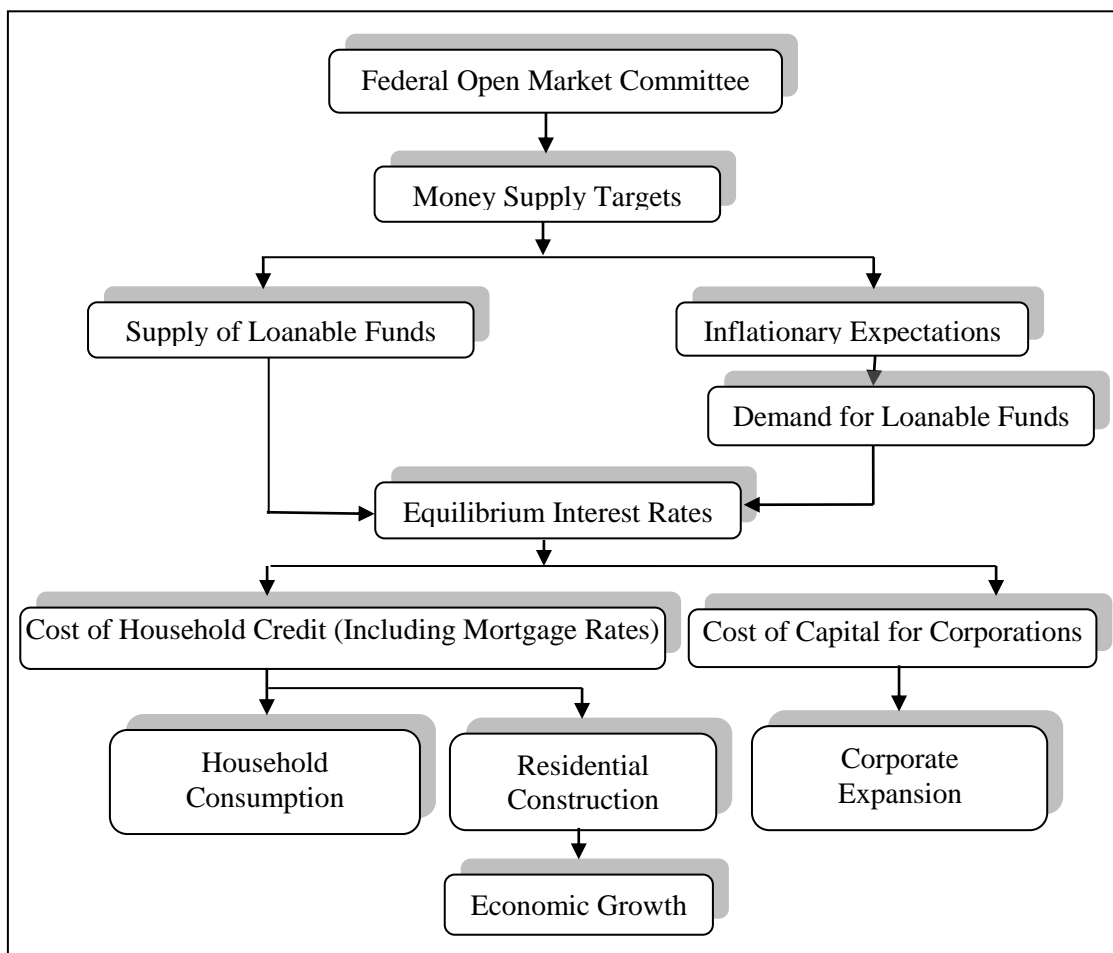 Federal Open Market Committee
Money Supply Targets
Supply of Loanable Funds
Inflationary Expectations
Demand for Loanable Funds
Equilibrium Interest Rates
Cost of Household Credit (Including Mortgage Rates)
Cost of Capital for Corporations
Household
Consumption
Residential
Construction
Corporate
Expansion
Economic Growth